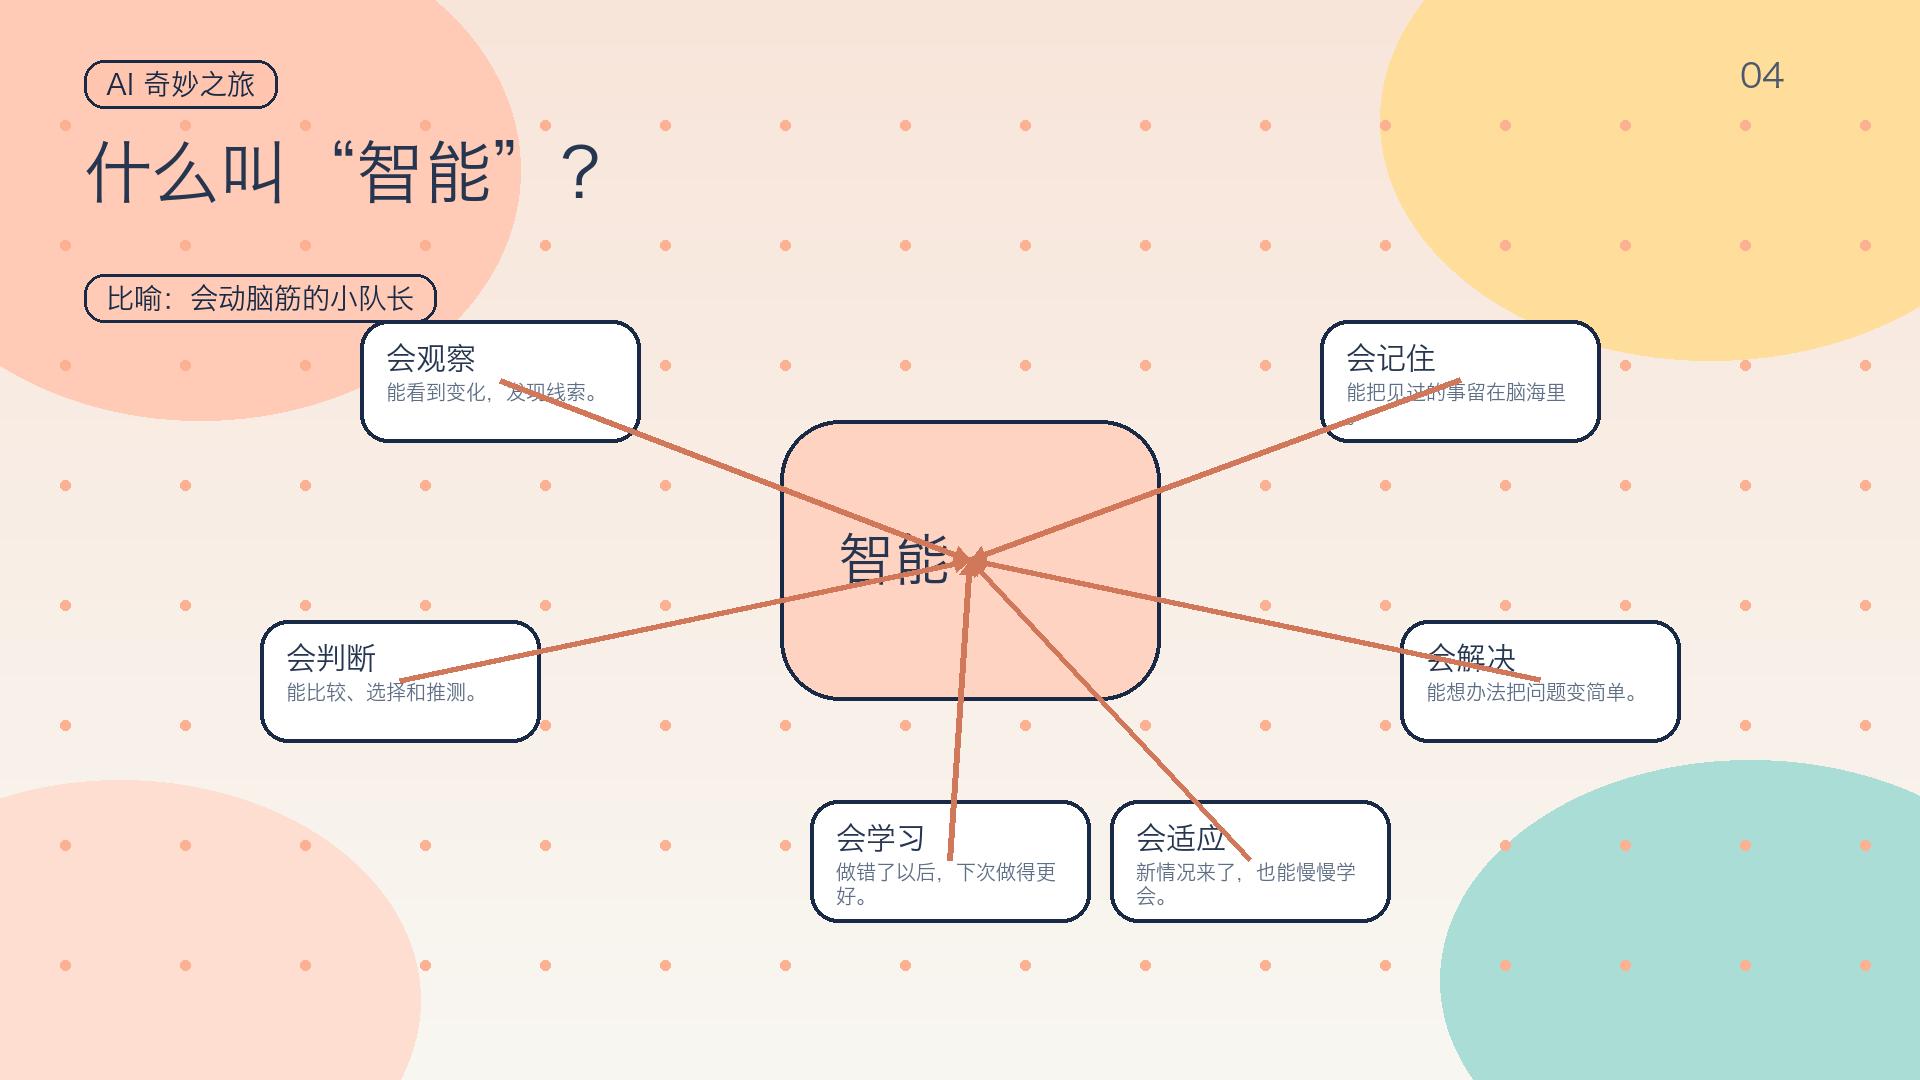 AI 奇妙之旅
04
什么叫“智能”？
比喻：会动脑筋的小队长
会观察
能看到变化，发现线索。
会记住
能把见过的事留在脑海里
。
智能
会判断
能比较、选择和推测。
会解决
能想办法把问题变简单。
会学习
做错了以后，下次做得更
好。
会适应
新情况来了，也能慢慢学
会。